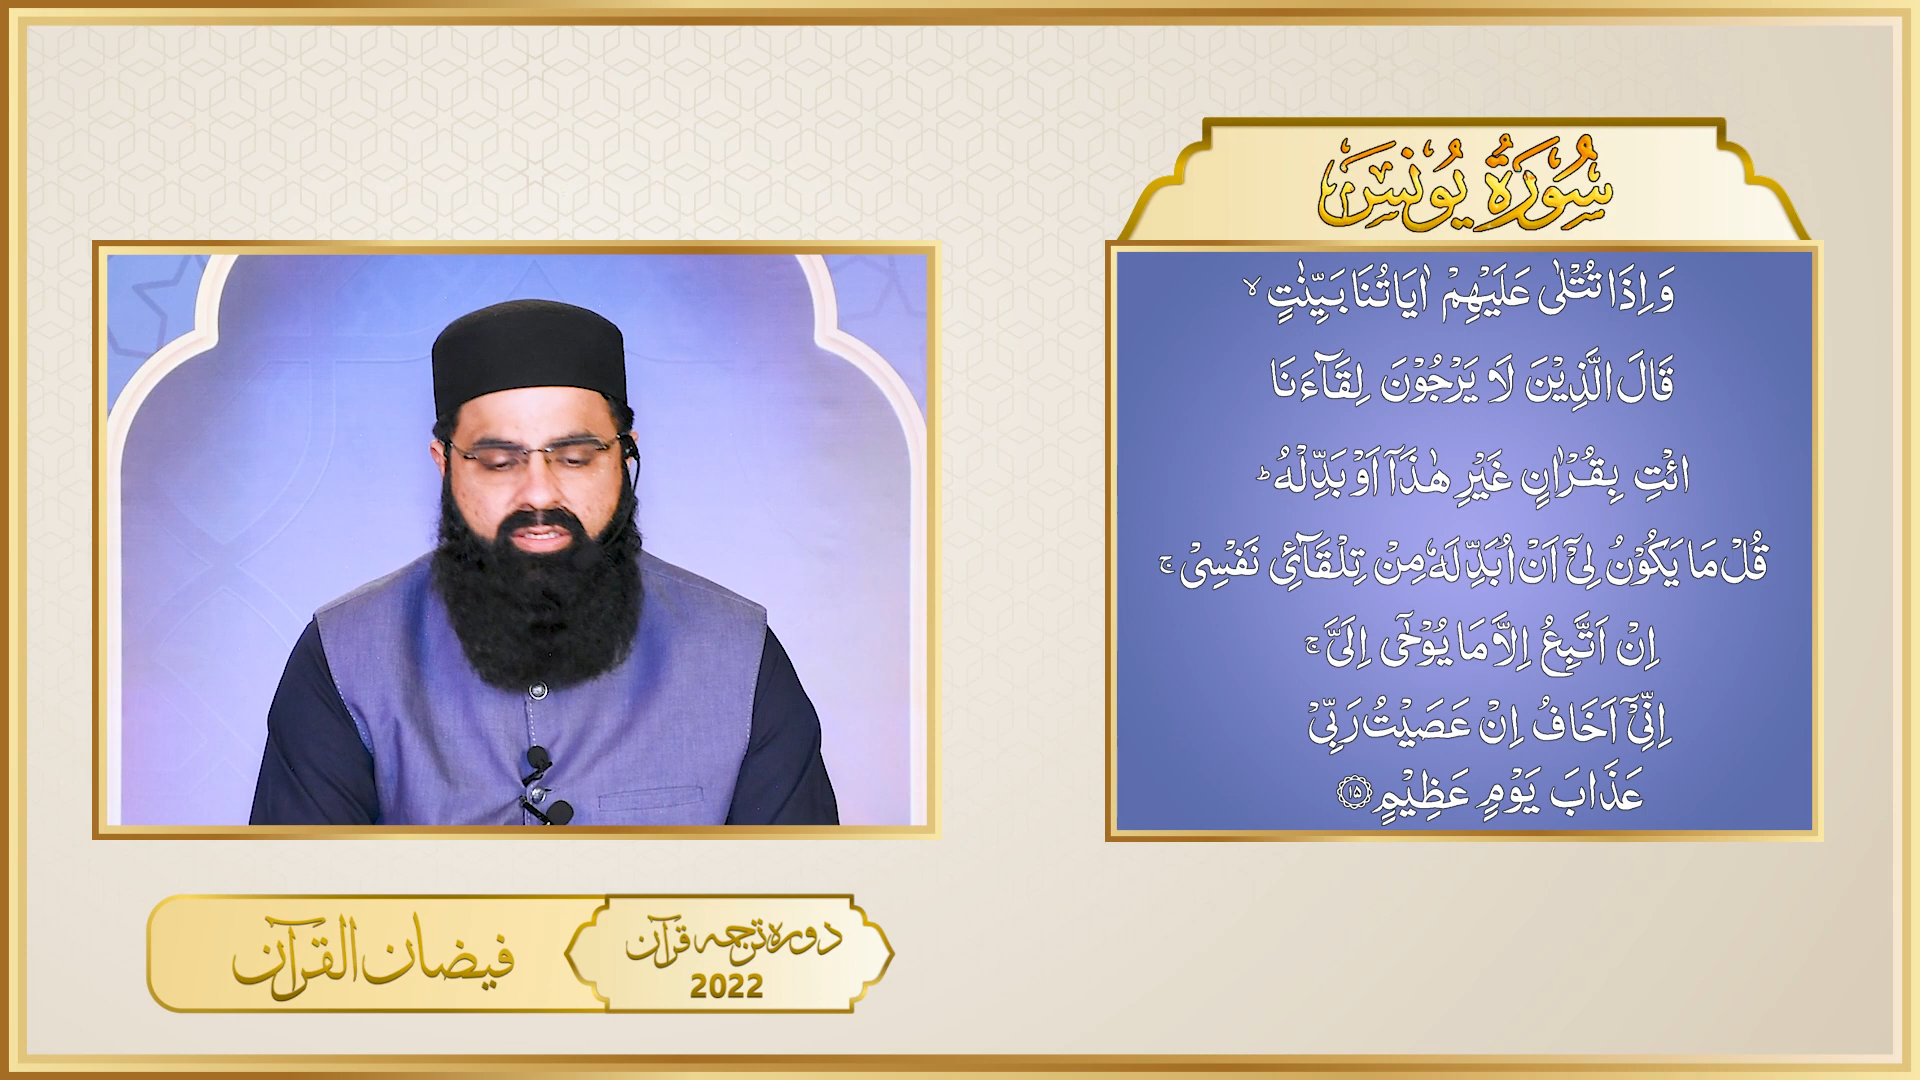 سُوۡرَةُ يُوۡنُس
وَ اِذَا تُتۡلٰى عَلَيۡهِمۡ اٰيَاتُنَا بَيِّنٰتٍ ۙ
قَالَ الَّذِيۡنَ لَا يَرۡجُوۡنَ لِقَآءَنَا
ائۡتِ بِقُرۡاٰنٍ غَيۡرِ هٰذَاۤ اَوۡ بَدِّلۡهُ ؕ
قُلۡ مَا يَكُوۡنُ لِىۡۤ اَنۡ اُبَدِّلَهٗ مِنۡ تِلۡقَآئِ نَفۡسِىۡ ۚ
اِنۡ اَتَّبِعُ اِلَّا مَا يُوۡحٰۤى اِلَىَّ ۚ
اِنِّىۡۤ اَخَافُ اِنۡ عَصَيۡتُ رَبِّىۡ
عَذَابَ يَوۡمٍ عَظِيۡمٍ ۝۱۵
دورہ ترجمہ قرآن
2022
فیضان القرآن